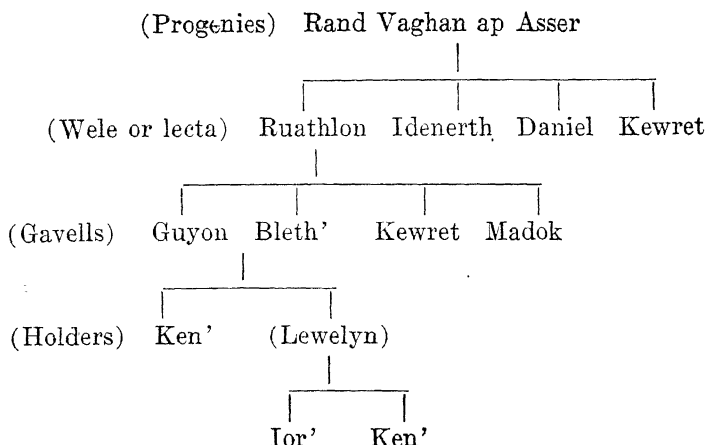 (Progenies) Rand Vaghan ap Asser
(Wele or lecta) Ruathlon Idenerth Daniel Kewret
(Gavells) Guyon Bleth’ Kewret Madok
(Holders) Ken’ (Lewelyn)
Ior’ Ken’